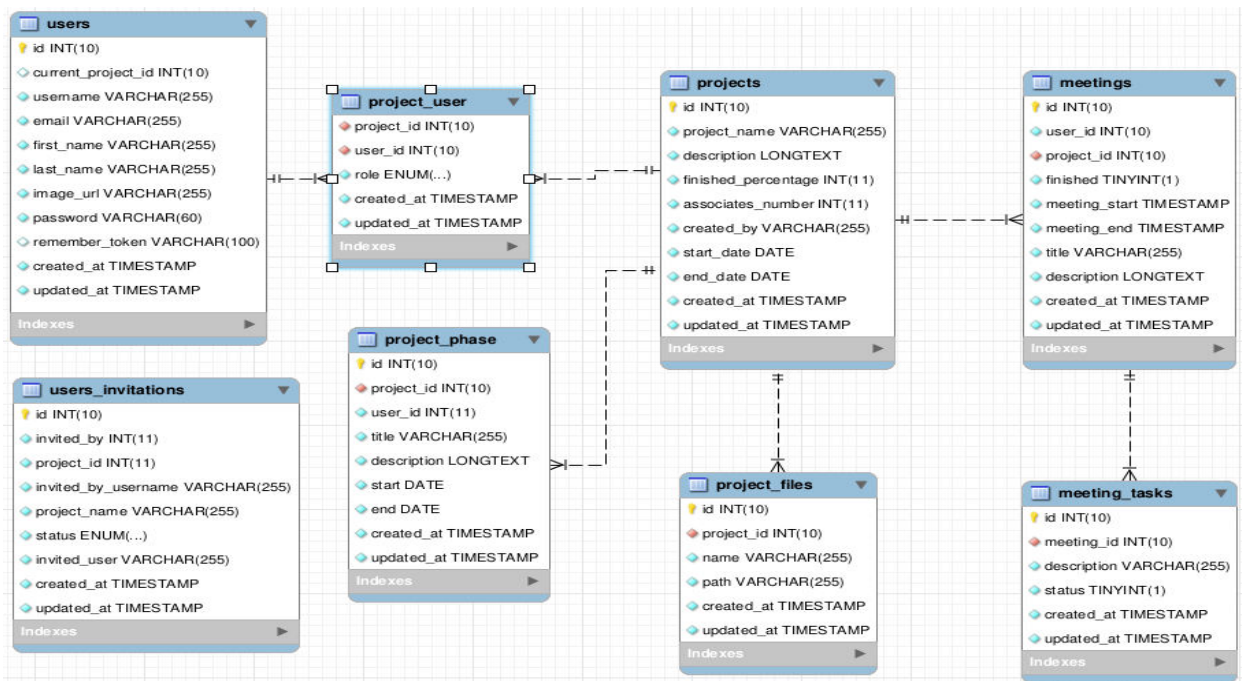 users
id INT(10)
current_project_id INT(10)
username VARCHAR(255)
email VARCHAR(255)
first_name VARCHAR(255)
last_name VARCHAR(255)
image_url VARCHAR(255)
password VARCHAR(60)
remember_token VARCHAR(100)
created_at TIMESTAMP
updated_at TIMESTAMP
Indexes
project_user
project_id INT(10)
user_id INT(10)
role ENUM(...)
created_at TIMESTAMP
updated_at TIMESTAMP
Indexes
projects
id INT(10)
project_name VARCHAR(255)
description LONGTEXT
finished_percentage INT(11)
associates_number INT(11)
created_by VARCHAR(255)
start_date DATE
end_date DATE
created_at TIMESTAMP
updated_at TIMESTAMP
Indexes
meetings
id INT(10)
user_id INT(10)
project_id INT(10)
finished TINYINT(1)
meeting_start TIMESTAMP
meeting_end TIMESTAMP
title VARCHAR(255)
description LONGTEXT
created_at TIMESTAMP
updated_at TIMESTAMP
Indexes
users_invitations
id INT(10)
invited_by INT(11)
project_id INT(11)
invited_by_username VARCHAR(255)
project_name VARCHAR(255)
status ENUM(...)
invited_user VARCHAR(255)
created_at TIMESTAMP
updated_at TIMESTAMP
Indexes
project_phase
id INT(10)
project_id INT(10)
user_id INT(11)
title VARCHAR(255)
description LONGTEXT
start DATE
end DATE
created_at TIMESTAMP
updated_at TIMESTAMP
Indexes
project_files
id INT(10)
project_id INT(10)
name VARCHAR(255)
path VARCHAR(255)
created_at TIMESTAMP
updated_at TIMESTAMP
Indexes
meeting_tasks
id INT(10)
meeting_id INT(10)
description VARCHAR(255)
status TINYINT(1)
created_at TIMESTAMP
updated_at TIMESTAMP
Indexes